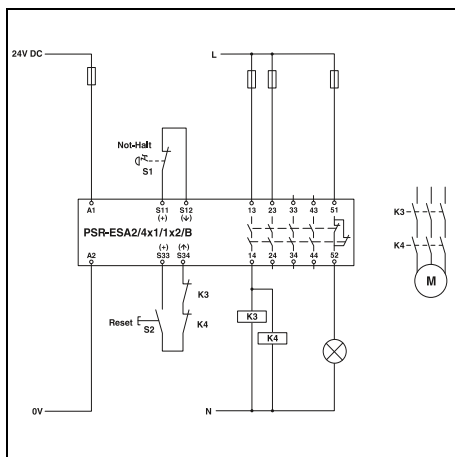 24V DC
L
Not-Halt
S1
S11
(+)
S12
(↓)
A1
13
23
33
43
51
PSR-ESA2/4x1/1x2/B
A2
(+)
S33
(↑)
S34
14
24
34
44
52
K3
K4
M
Reset
S2
K3
K4
K3
K4
0V
N